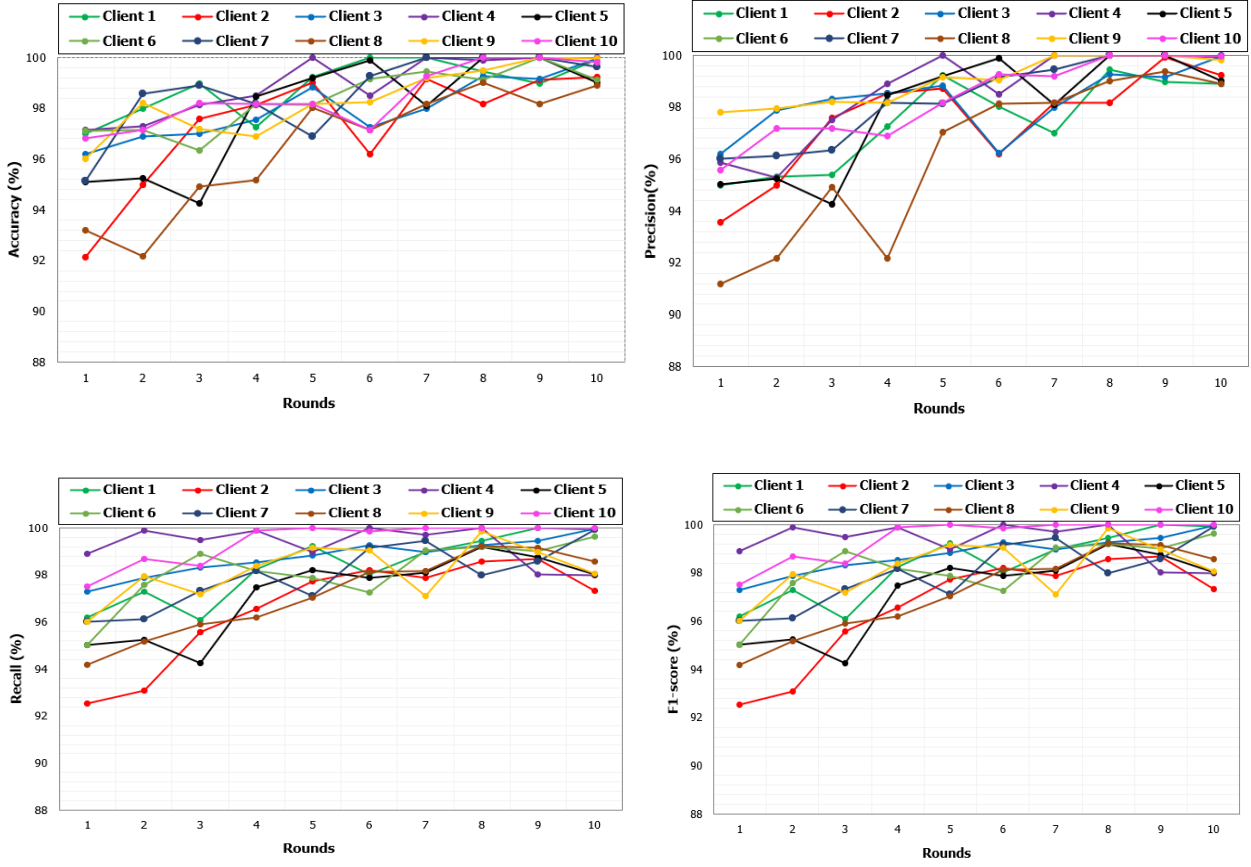 Client 1 Client 2 Client 3 Client 4 Client 5
Client 6 Client 7 Client 8 Client 9 Client 10
100
98
96
94
92
90
88
Accuracy (%)
1 2 3 4 5 6 7 8 9 10
Rounds
Client 1 Client 2 Client 3 Client 4 Client 5
Client 6 Client 7 Client 8 Client 9 Client 10
100
98
96
94
92
90
88
Precision(%)
1 2 3 4 5 6 7 8 9 10
Rounds
Client 1 Client 2 Client 3 Client 4 Client 5
Client 6 Client 7 Client 8 Client 9 Client 10
100
98
96
94
92
90
88
Recall (%)
1 2 3 4 5 6 7 8 9 10
Rounds
Client 1 Client 2 Client 3 Client 4 Client 5
Client 6 Client 7 Client 8 Client 9 Client 10
100
98
96
94
92
90
88
F1-score (%)
1 2 3 4 5 6 7 8 9 10
Rounds